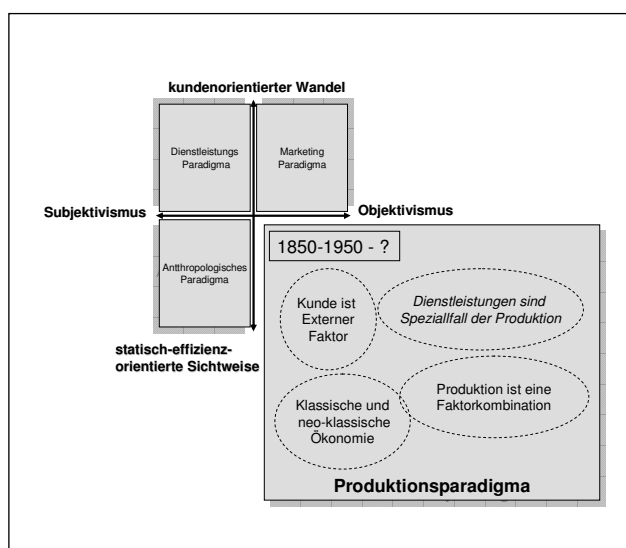 kundenorientierter Wandel
Dienstleistungs
Paradigma
Marketing
Paradigma
Subjektivismus
Objektivismus
Antthropologisches
Paradigma
statisch-effizienz-
orientierte Sichtweise
1850-1950 - ?
Kunde ist
Externer
Faktor
Dienstleistungen sind
Speziallfall der Produktion
Klassische und
neo-klassische
Ökonomie
Produktion ist eine
Faktorkombination
Produktionsparadigma